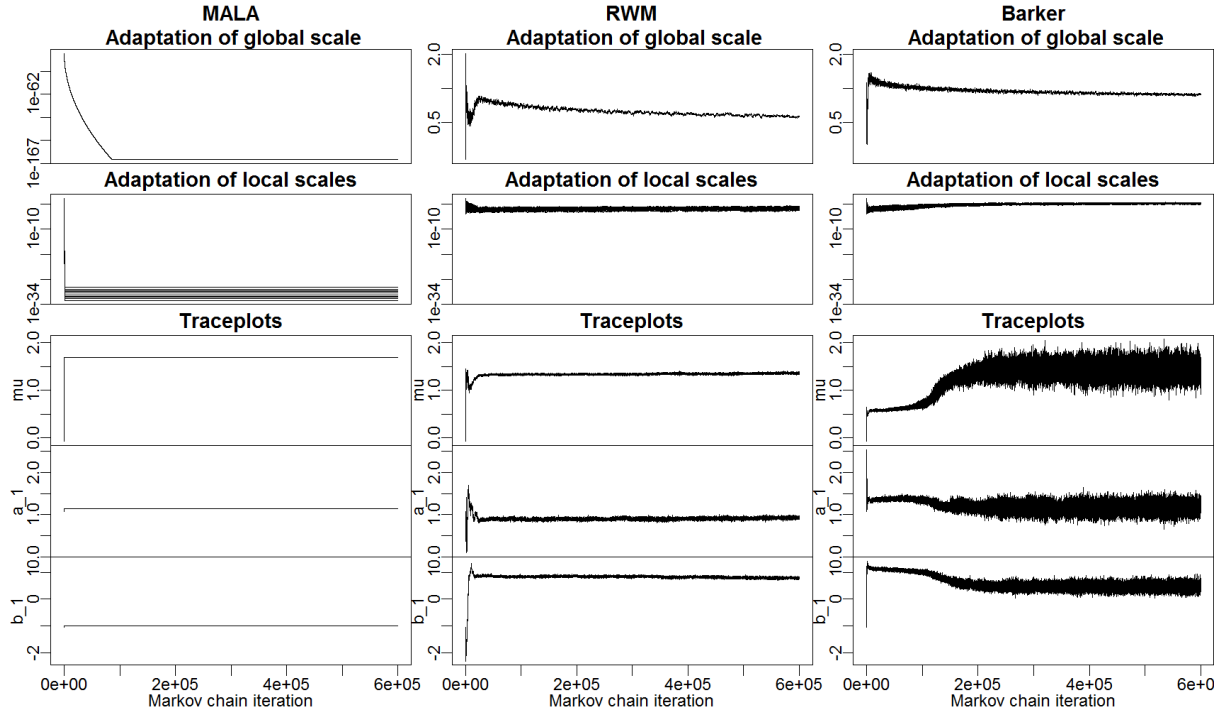 MALA
Adaptation of global scale
1e-62
1e-167
Adaptation of local scales
1e-10
1e-34
Traceplots
mu
2.0
1.0
0.0
a_1
2.0
1.0
0.0
b_1
10
0
-2
0e+00 2e+05 4e+05 6e+05
Markov chain iteration
RWM
Adaptation of global scale
2.0
0.5
Adaptation of local scales
1e-10
1e-34
Traceplots
mu
2.0
1.0
0.0
a_1
2.0
1.0
0.0
b_1
10
0
-2
0e+00 2e+05 4e+05 6e+05
Markov chain iteration
Barker
Adaptation of global scale
2.0
0.5
Adaptation of local scales
1e-10
1e-34
Traceplots
mu
2.0
1.0
0.0
a_1
2.0
1.0
0.0
b_1
10
0
-2
0e+00 2e+05 4e+05
Markov chain iteration